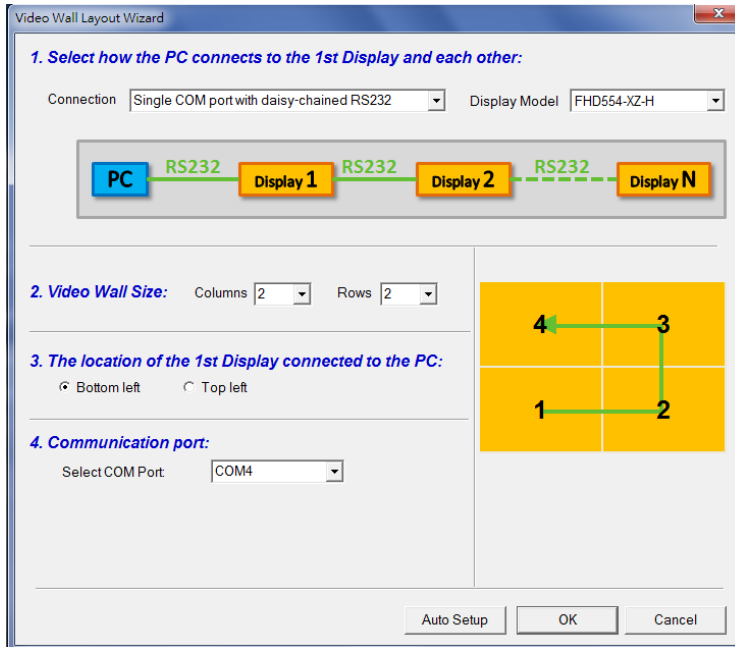 Video Wall Layout Wizard
1. Select how the PC connects to the 1st Display and each other:
Connection Single COM port with daisy-chained RS232 Display Model FHD554-XZ-H
PC RS232 Display 1 RS232 Display 2 RS232 Display N
2. Video Wall Size: Columns 2 Rows 2
4 3
3. The location of the 1st Display connected to the PC:
Bottom left Top left
1 2
4. Communication port:
Select COM Port: COM4
Auto Setup OK Cancel